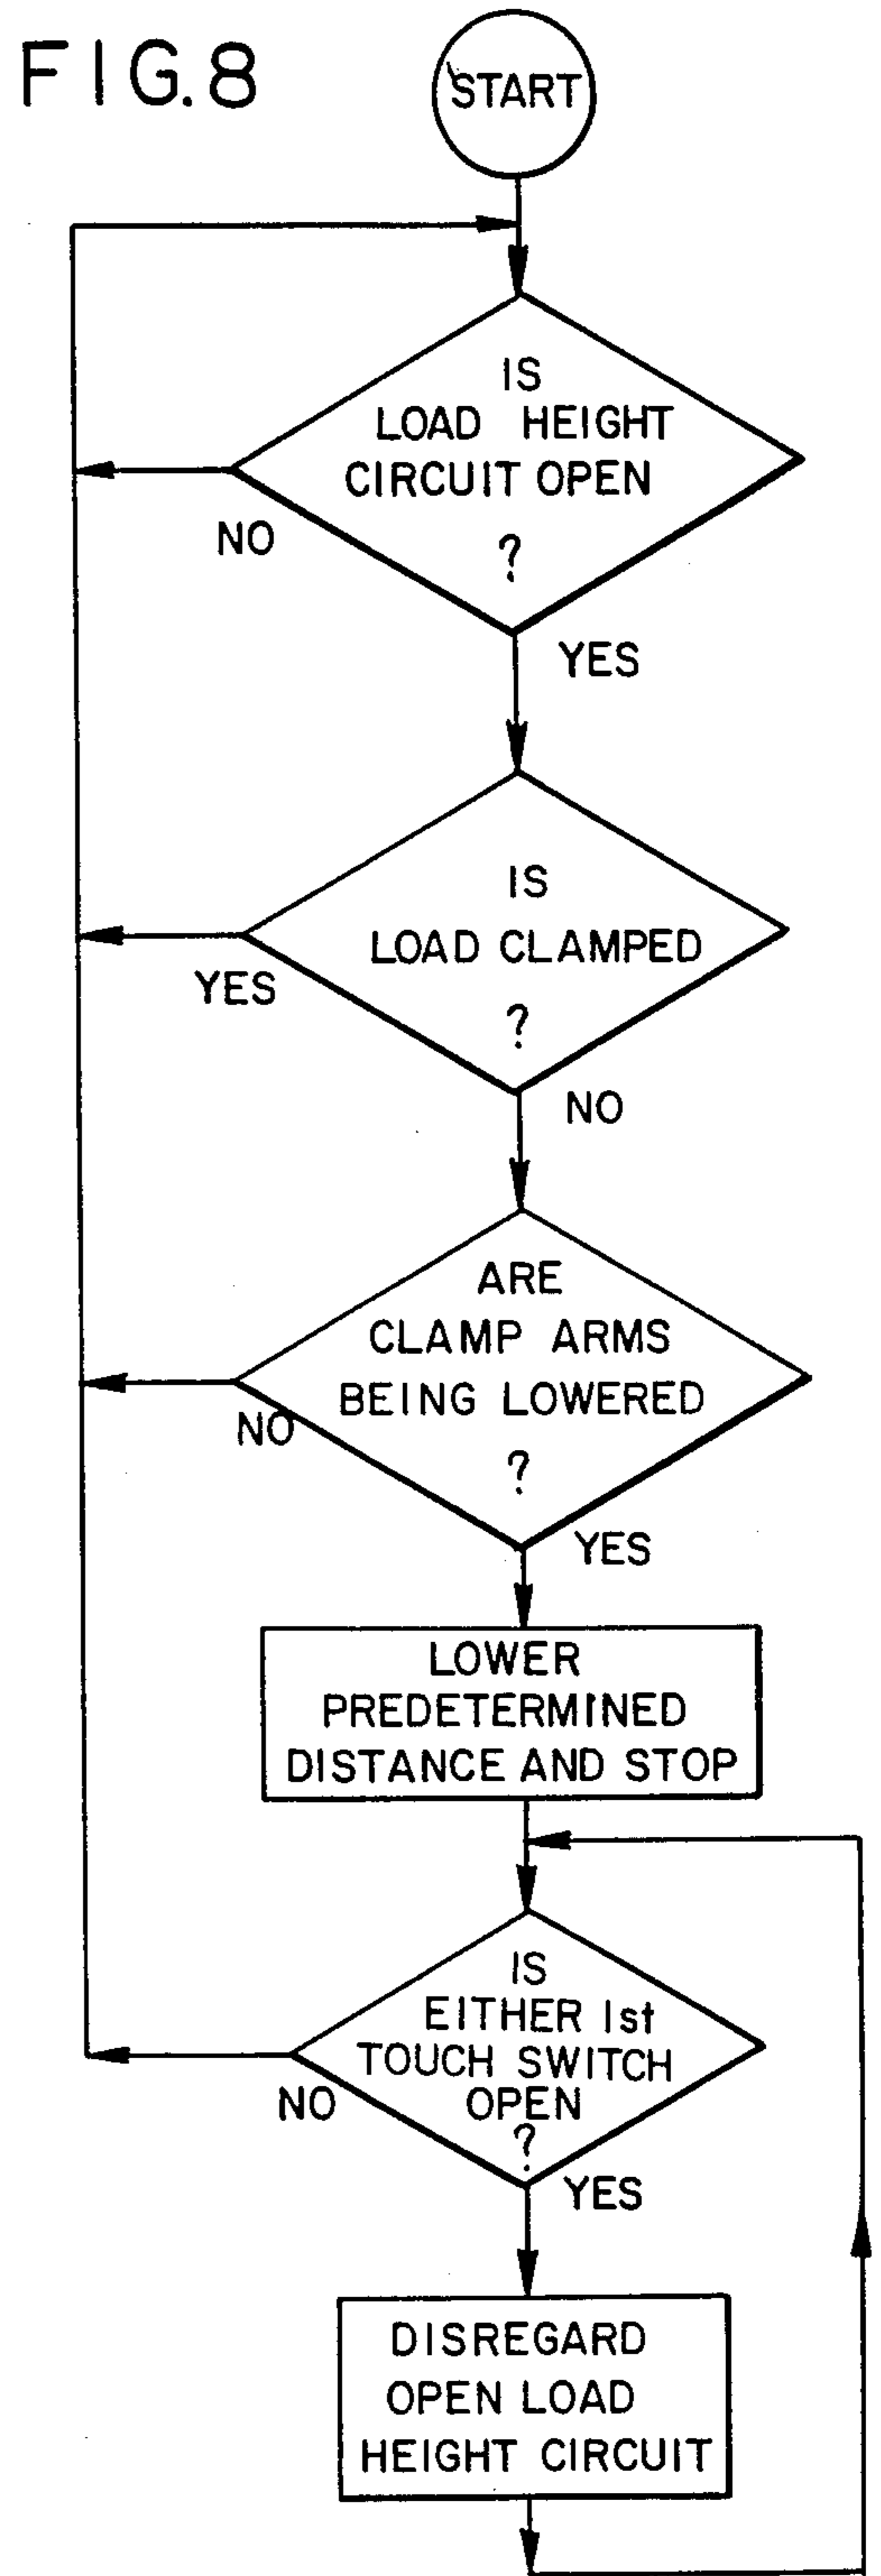 FIG.8
START
IS
LOAD HEIGHT
CIRCUIT OPEN
?
NO
YES
IS
LOAD CLAMPED
?
YES
NO
ARE
CLAMP ARMS
BEING LOWERED
?
NO
YES
LOWER
PREDETERMINED
DISTANCE AND STOP
IS
EITHER 1st
TOUCH SWITCH
OPEN
?
NO
YES
DISREGARD
OPEN LOAD
HEIGHT CIRCUIT